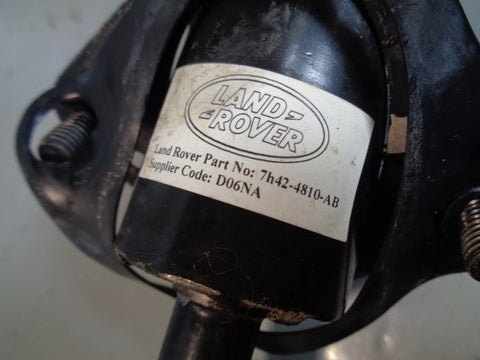 LAND
ROVER
Land Rover Part No: 7h42-4810-AB
Supplier Code: D06NA